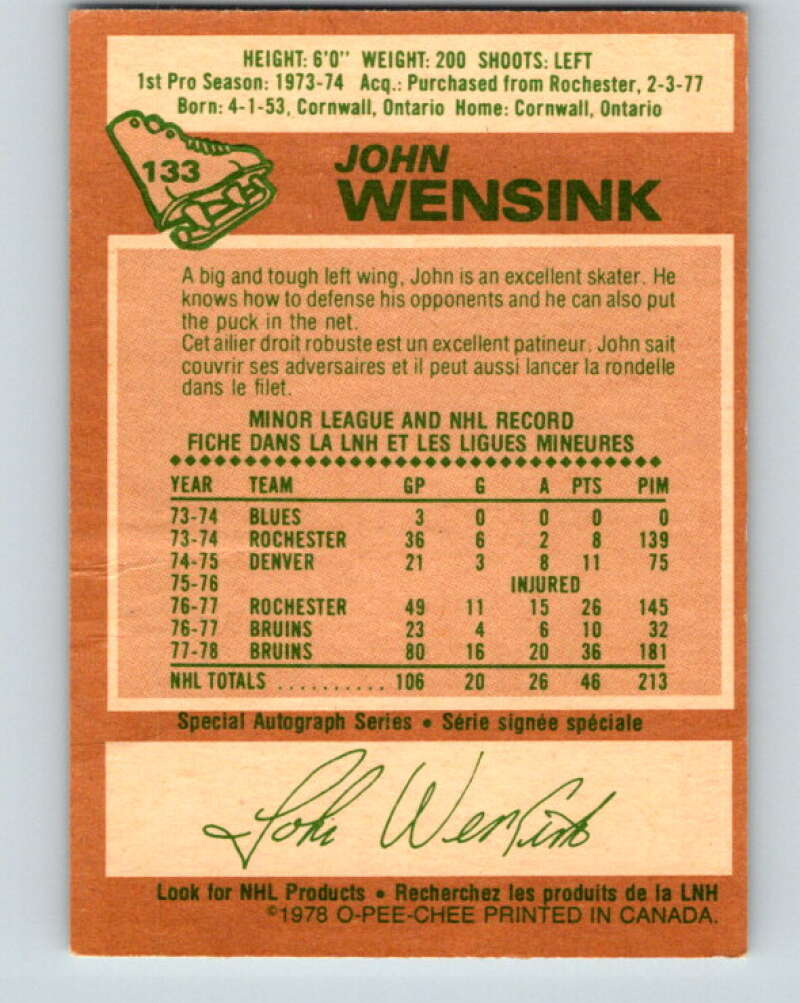 HEIGHT: 6'0" WEIGHT: 200 SHOOTS: LEFT
1st Pro Season: 1973-74 Acq.: Purchased from Rochester, 2-3-77
Born: 4-1-53, Cornwall, Ontario Home: Cornwall, Ontario
133
JOHN
WENSINK
A big and tough left wing, John is an excellent skater. He
knows how to defense his opponents and he can also put
the puck in the net.
Cet ailier droit robuste est un excellent patineur. John sait
couvrir ses adversaires et il peut aussi lancer la rondelle
dans le filet.
MINOR LEAGUE AND NHL RECORD
FICHE DANS LA LNH ET LES LIGUES MINEURES
YEAR TEAM GP G A PTS PIM
73-74 BLUES 3 0 0 0 0
73-74 ROCHESTER 36 6 2 8 139
74-75 DENVER 21 3 8 11 75
75-76 INJURED
76-77 ROCHESTER 49 11 15 26 145
76-77 BRUINS 23 4 6 10 32
77-78 BRUINS 80 16 20 36 181
NHL TOTALS .......... 106 20 26 46 213
Special Autograph Series • Série signée spéciale
John Wensink
Look for NHL Products • Recherchez les produits de la LNH
©1978 O-PEE-CHEE PRINTED IN CANADA.